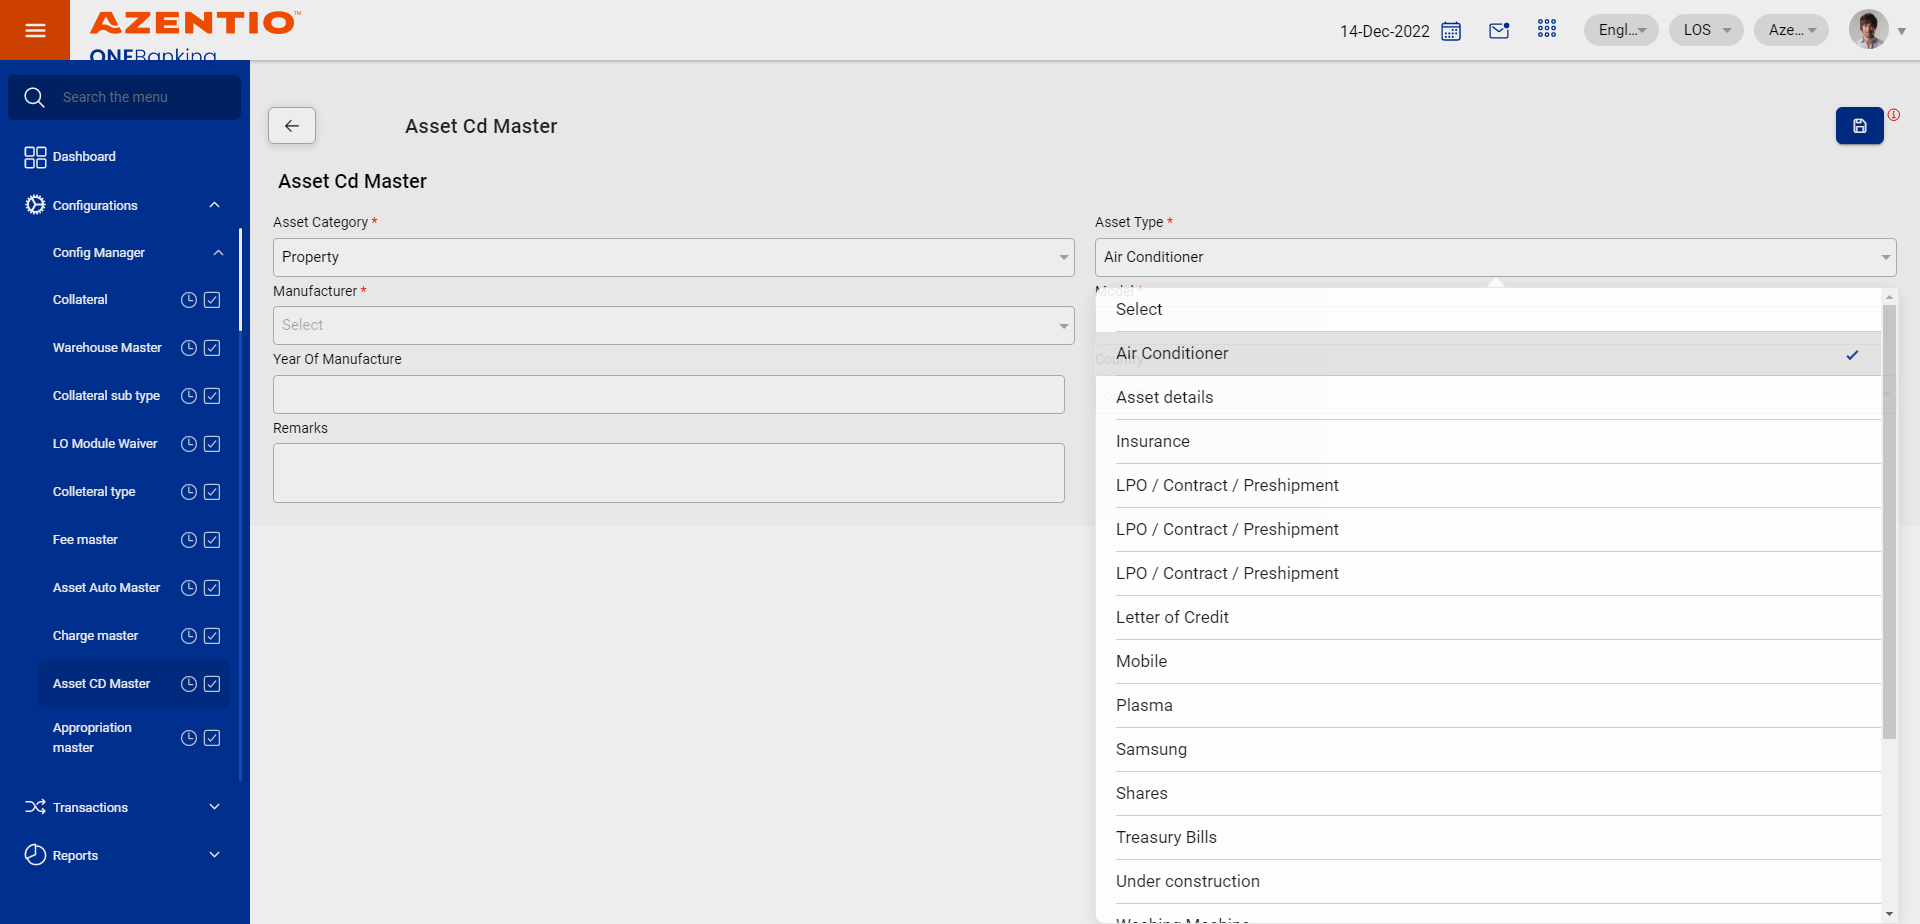 AZENTIO™
ONEBanking
14-Dec-2022
Engl...
LOS
Aze...
Search the menu
Dashboard
Configurations
Config Manager
Collateral
Warehouse Master
Collateral sub type
LO Module Waiver
Colleteral type
Fee master
Asset Auto Master
Charge master
Asset CD Master
Appropriation
master
Transactions
Reports
Asset Cd Master
Asset Cd Master
Asset Category *
Property
Asset Type *
Air Conditioner
Manufacturer *
Select
Model *
Year Of Manufacture
Country
Remarks
Select
Air Conditioner
Asset details
Insurance
LPO / Contract / Preshipment
LPO / Contract / Preshipment
LPO / Contract / Preshipment
Letter of Credit
Mobile
Plasma
Samsung
Shares
Treasury Bills
Under construction
Washing Machine